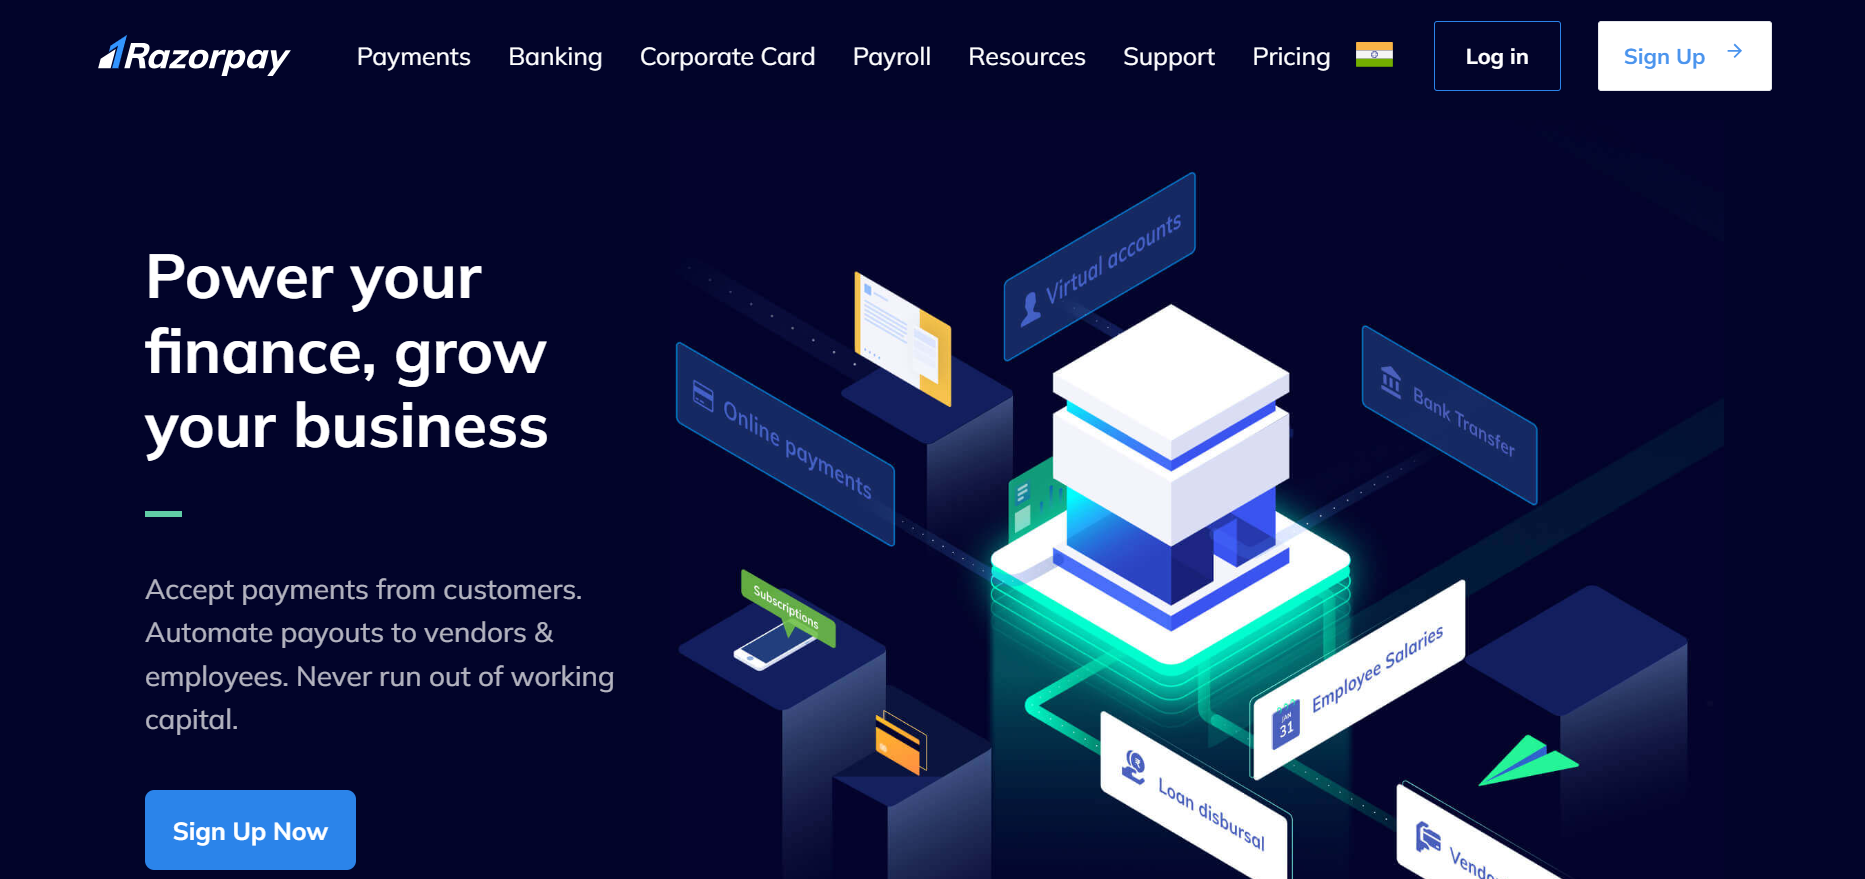 Razorpay
Payments
Banking
Corporate Card
Payroll
Resources
Support
Pricing
Log in
Sign Up
Power your
finance, grow
your business
Accept payments from customers.
Automate payouts to vendors &
employees. Never run out of working
capital.
Sign Up Now
Virtual accounts
Online payments
Bank Transfer
Subscriptions
Employee Salaries
JAN
31
Loan disbursal